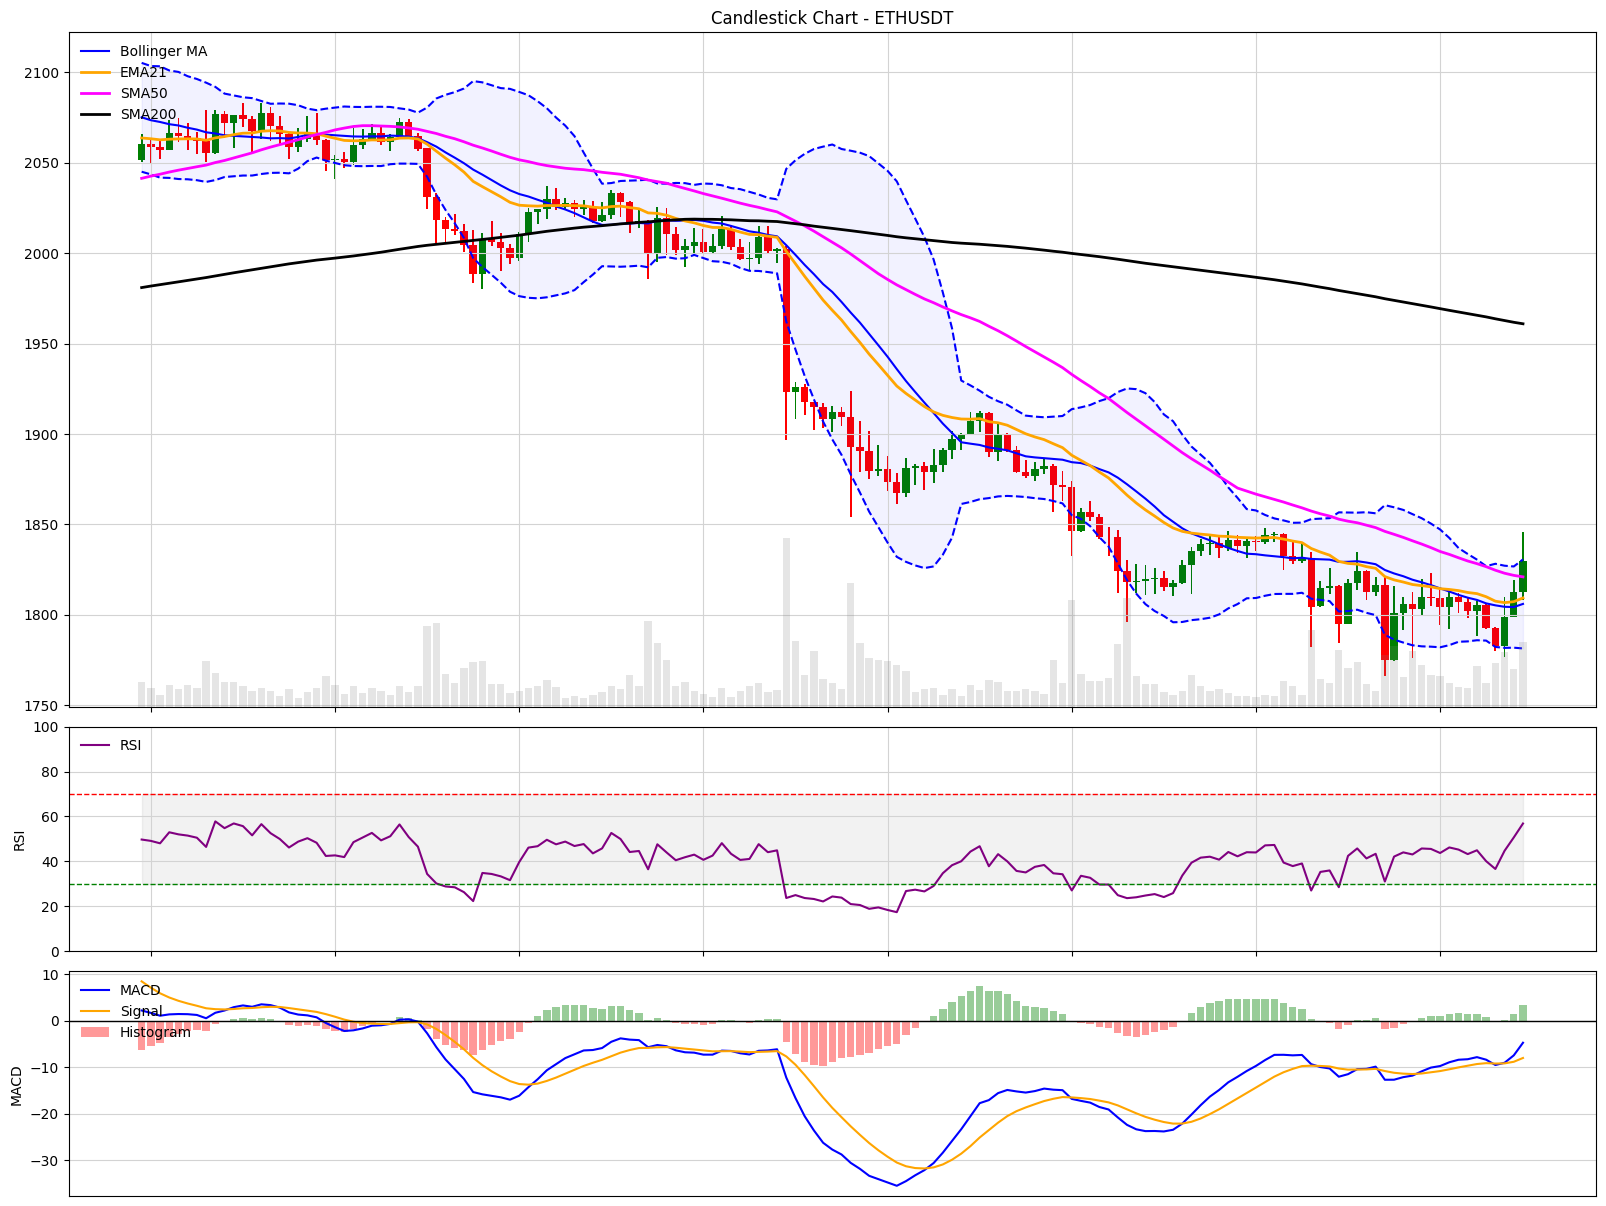 Candlestick Chart - ETHUSDT
Bollinger MA
EMA21
SMA50
SMA200
2100
2050
2000
1950
1900
1850
1800
1750
RSI
RSI
100
80
60
40
20
0
MACD
Signal
Histogram
MACD
10
0
−10
−20
−30